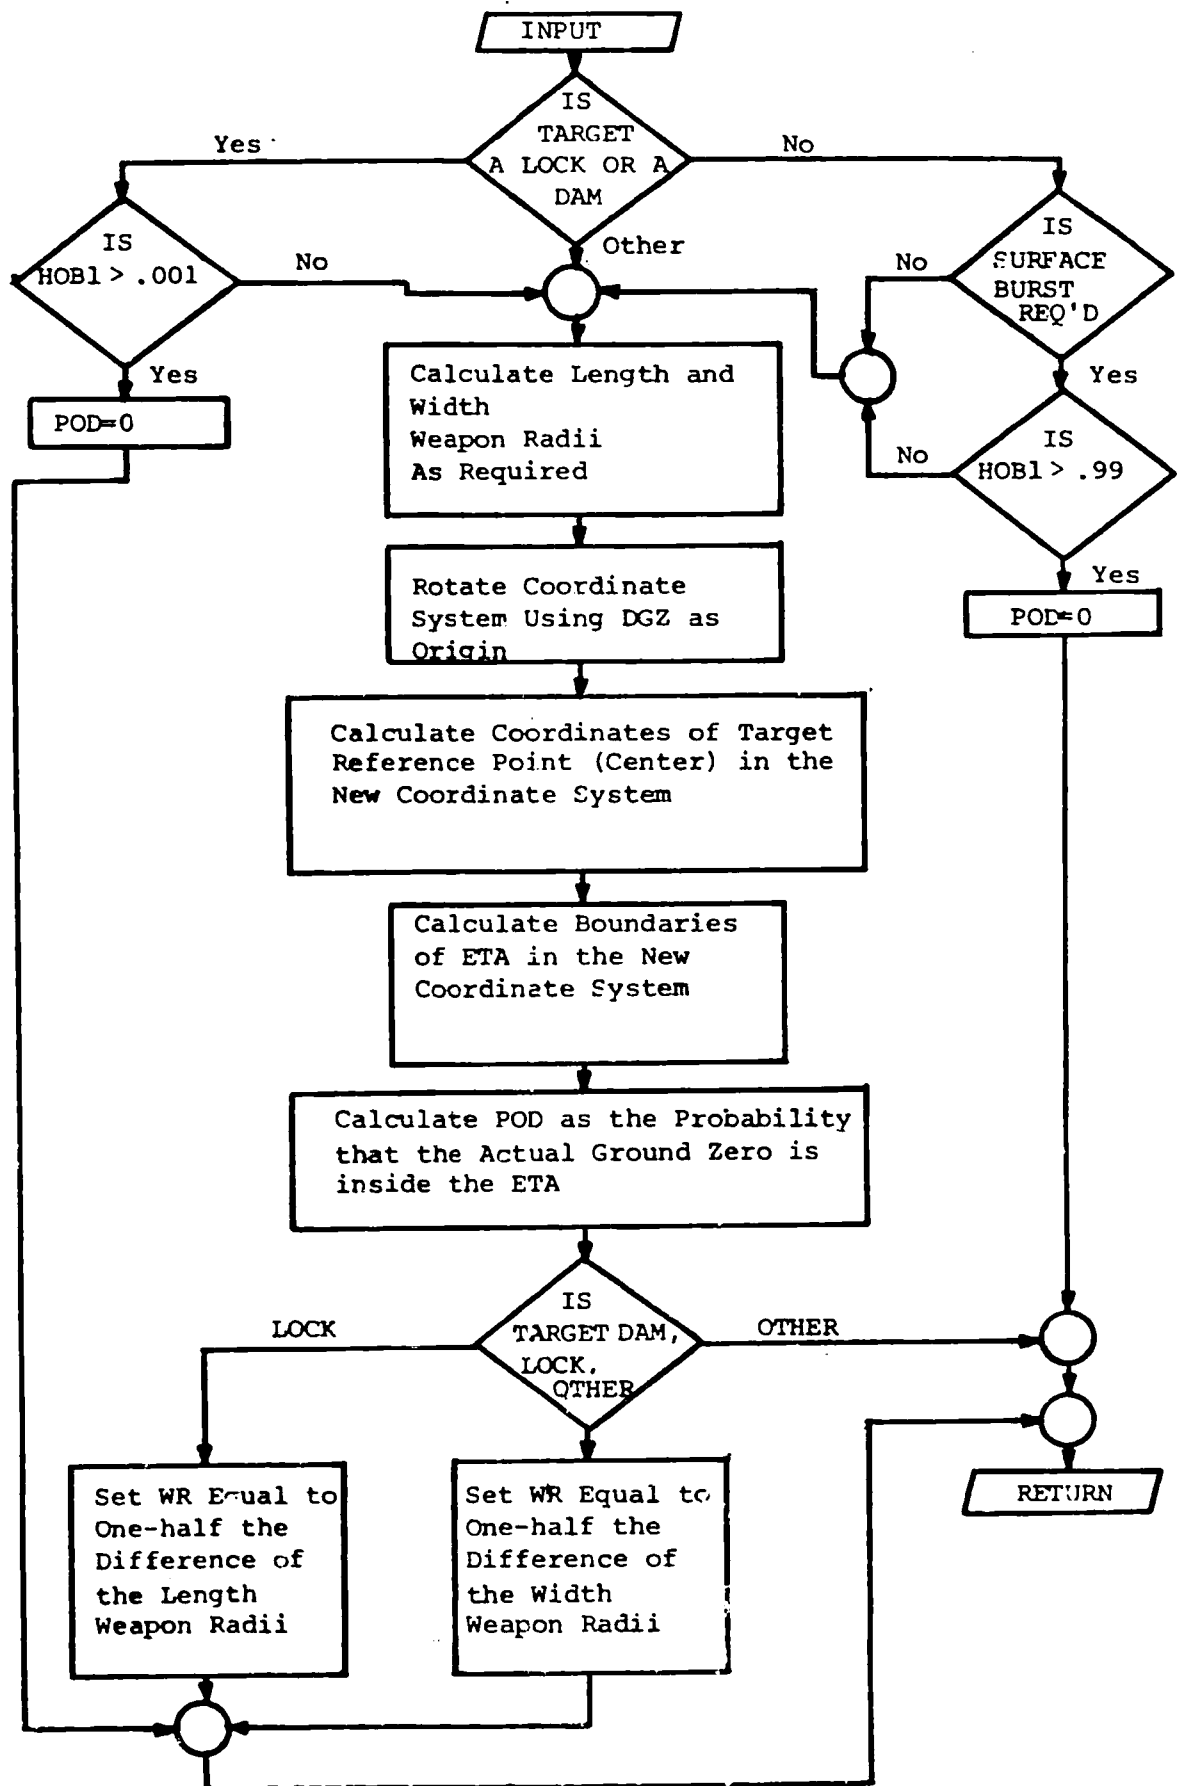 INPUT
IS
TARGET
A LOCK OR A
DAM
Yes
No
Other
IS
HOB1 > .001
No
Yes
POD=0
IS
SURFACE
BURST
REQ'D
No
Yes
IS
HOB1 > .99
No
Yes
POD=0
Calculate Length and
Width
Weapon Radii
As Required
Rotate Coordinate
System Using DGZ as
Origin
Calculate Coordinates of Target
Reference Point (Center) in the
New Coordinate System
Calculate Boundaries
of ETA in the New
Coordinate System
Calculate POD as the Probability
that the Actual Ground Zero is
inside the ETA
IS
TARGET DAM,
LOCK.
OTHER
LOCK
OTHER
Set WR Equal to
One-half the
Difference of
the Length
Weapon Radii
Set WR Equal to
One-half the
Difference of
the Width
Weapon Radii
RETURN